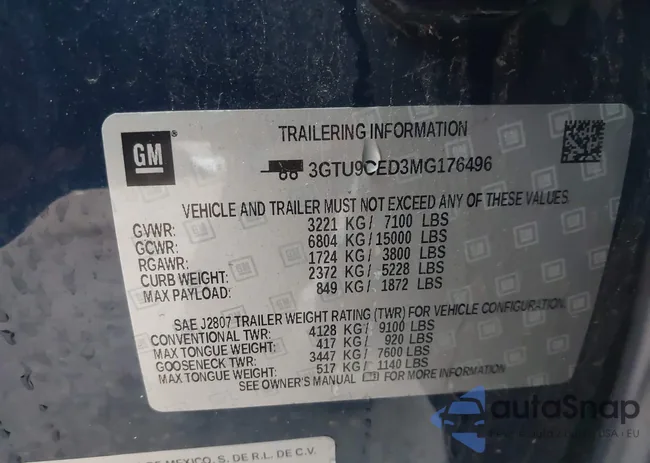 GM
TRAILERING INFORMATION
3GTU9CED3MG176496
VEHICLE AND TRAILER MUST NOT EXCEED ANY OF THESE VALUES.
GVWR: 3221 KG / 7100 LBS
GCWR: 6804 KG / 15000 LBS
RGAWR: 1724 KG / 3800 LBS
CURB WEIGHT: 2372 KG / 5228 LBS
MAX PAYLOAD: 849 KG / 1872 LBS
SAE J2807 TRAILER WEIGHT RATING (TWR) FOR VEHICLE CONFIGURATION.
CONVENTIONAL TWR: 4128 KG / 9100 LBS
MAX TONGUE WEIGHT: 417 KG / 920 LBS
GOOSENECK TWR: 3447 KG / 7600 LBS
MAX TONGUE WEIGHT: 517 KG / 1140 LBS
SEE OWNER'S MANUAL FOR MORE INFORMATION
DE MEXICO, S. DE R.L. DE C.V.
autoSnap